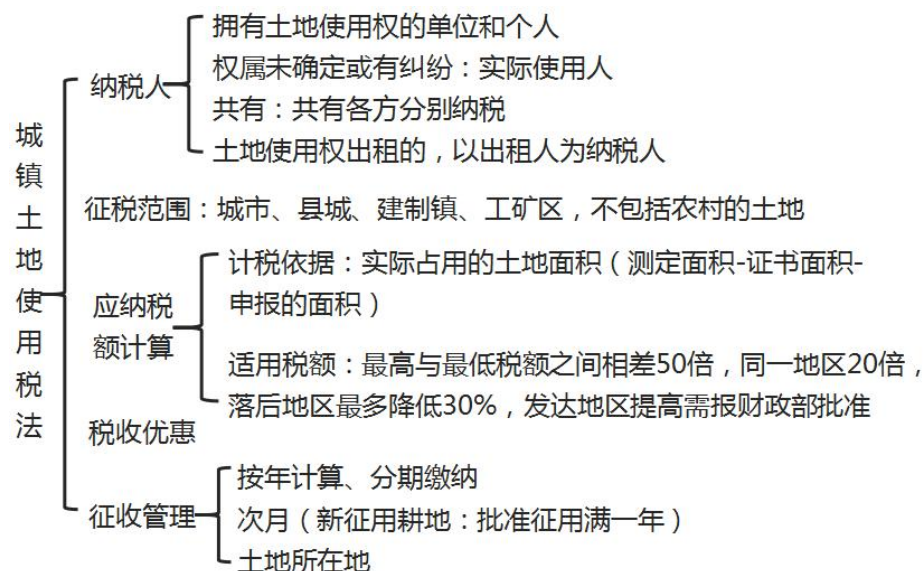 城镇土地使用税法
纳税人
拥有土地使用权的单位和个人
权属未确定或有纠纷：实际使用人
共有：共有各方分别纳税
土地使用权出租的，以出租人为纳税人
征税范围：城市、县城、建制镇、工矿区，不包括农村的土地
应纳税
额计算
计税依据：实际占用的土地面积（测定面积-证书面积-
申报的面积）
适用税额：最高与最低税额之间相差50倍，同一地区20倍，
落后地区最多降低30%，发达地区提高需报财政部批准
税收优惠
征收管理
按年计算、分期缴纳
次月（新征用耕地：批准征用满一年）
土地所在地